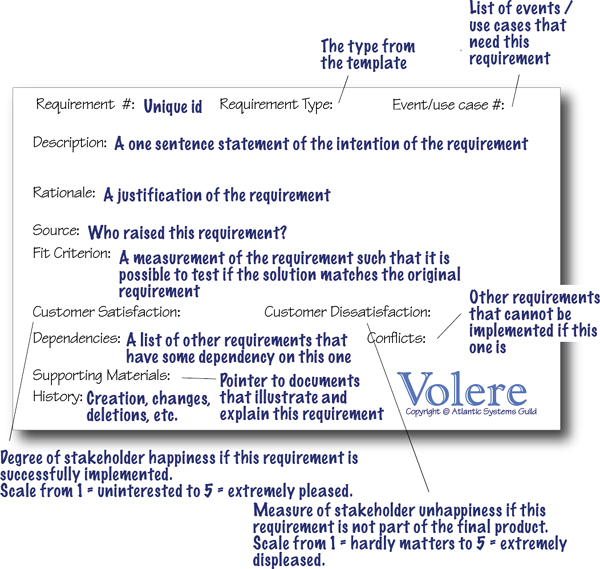 List of events /
use cases that
need this
requirement
The type from
the template
Requirement #: Unique id Requirement Type: Event/use case #:
Description: A one sentence statement of the intention of the requirement
Rationale: A justification of the requirement
Source: Who raised this requirement?
Fit Criterion: A measurement of the requirement such that it is
possible to test if the solution matches the original
requirement
Other requirements
that cannot be
implemented if this
one is
Customer Satisfaction: Customer Dissatisfaction:
Dependencies: A list of other requirements that
have some dependency on this one
Conflicts:
Supporting Materials: Pointer to documents
that illustrate and
explain this requirement
History: Creation, changes,
deletions, etc.
Volere
Copyright © Atlantic Systems Guild
Degree of stakeholder happiness if this requirement is
successfully implemented.
Scale from 1 = uninterested to 5 = extremely pleased.
Measure of stakeholder unhappiness if this
requirement is not part of the final product.
Scale from 1 = hardly matters to 5 = extremely
displeased.